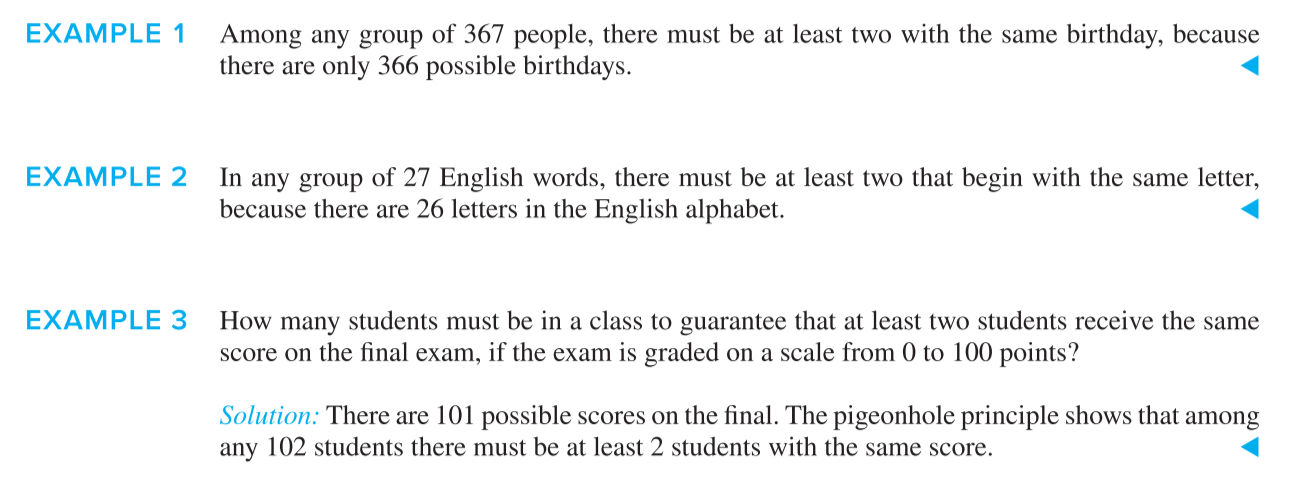 EXAMPLE 1 Among any group of 367 people, there must be at least two with the same birthday, because
there are only 366 possible birthdays.
EXAMPLE 2 In any group of 27 English words, there must be at least two that begin with the same letter,
because there are 26 letters in the English alphabet.
EXAMPLE 3 How many students must be in a class to guarantee that at least two students receive the same
score on the final exam, if the exam is graded on a scale from 0 to 100 points?
Solution: There are 101 possible scores on the final. The pigeonhole principle shows that among
any 102 students there must be at least 2 students with the same score.